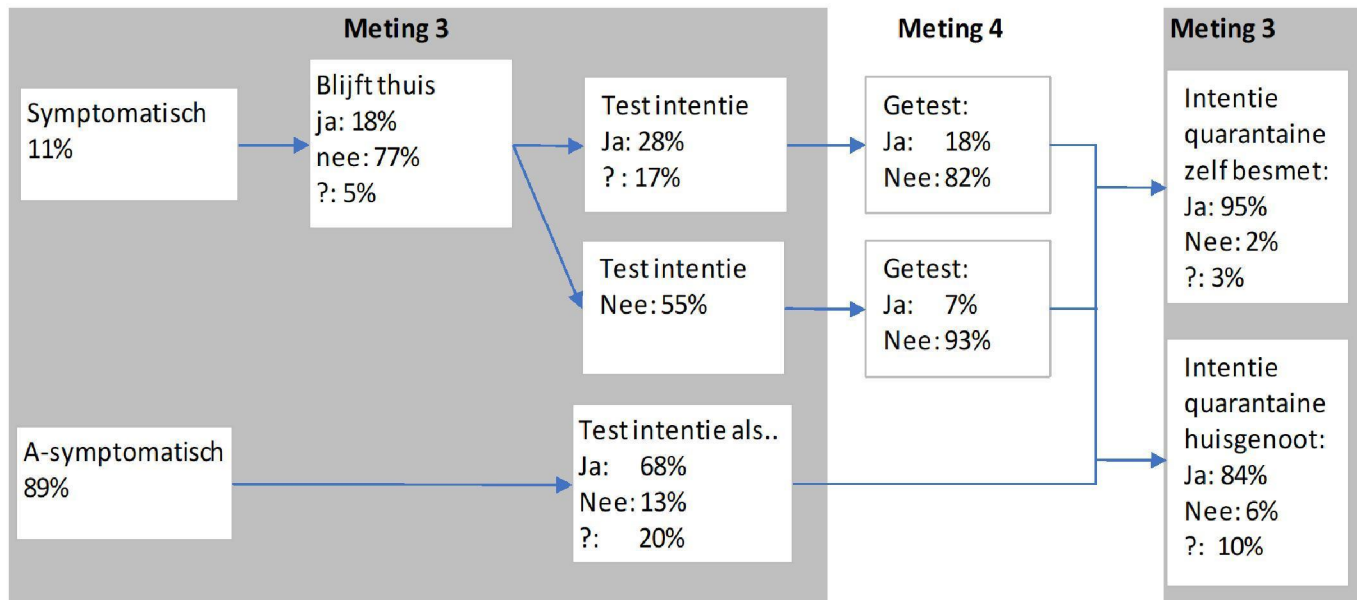 Meting 3
Meting 4
Meting 3
Symptomatisch
11%
Blijft thuis
ja: 18%
nee: 77%
?: 5%
Test intentie
Ja: 28%
? : 17%
Getest:
Ja: 18%
Nee: 82%
Intentie
quarantaine
zelf besmet:
Ja: 95%
Nee: 2%
?: 3%
Test intentie
Nee: 55%
Getest:
Ja: 7%
Nee: 93%
A-symptomatisch
89%
Test intentie als..
Ja: 68%
Nee: 13%
?: 20%
Intentie
quarantaine
huisgenoot:
Ja: 84%
Nee: 6%
?: 10%